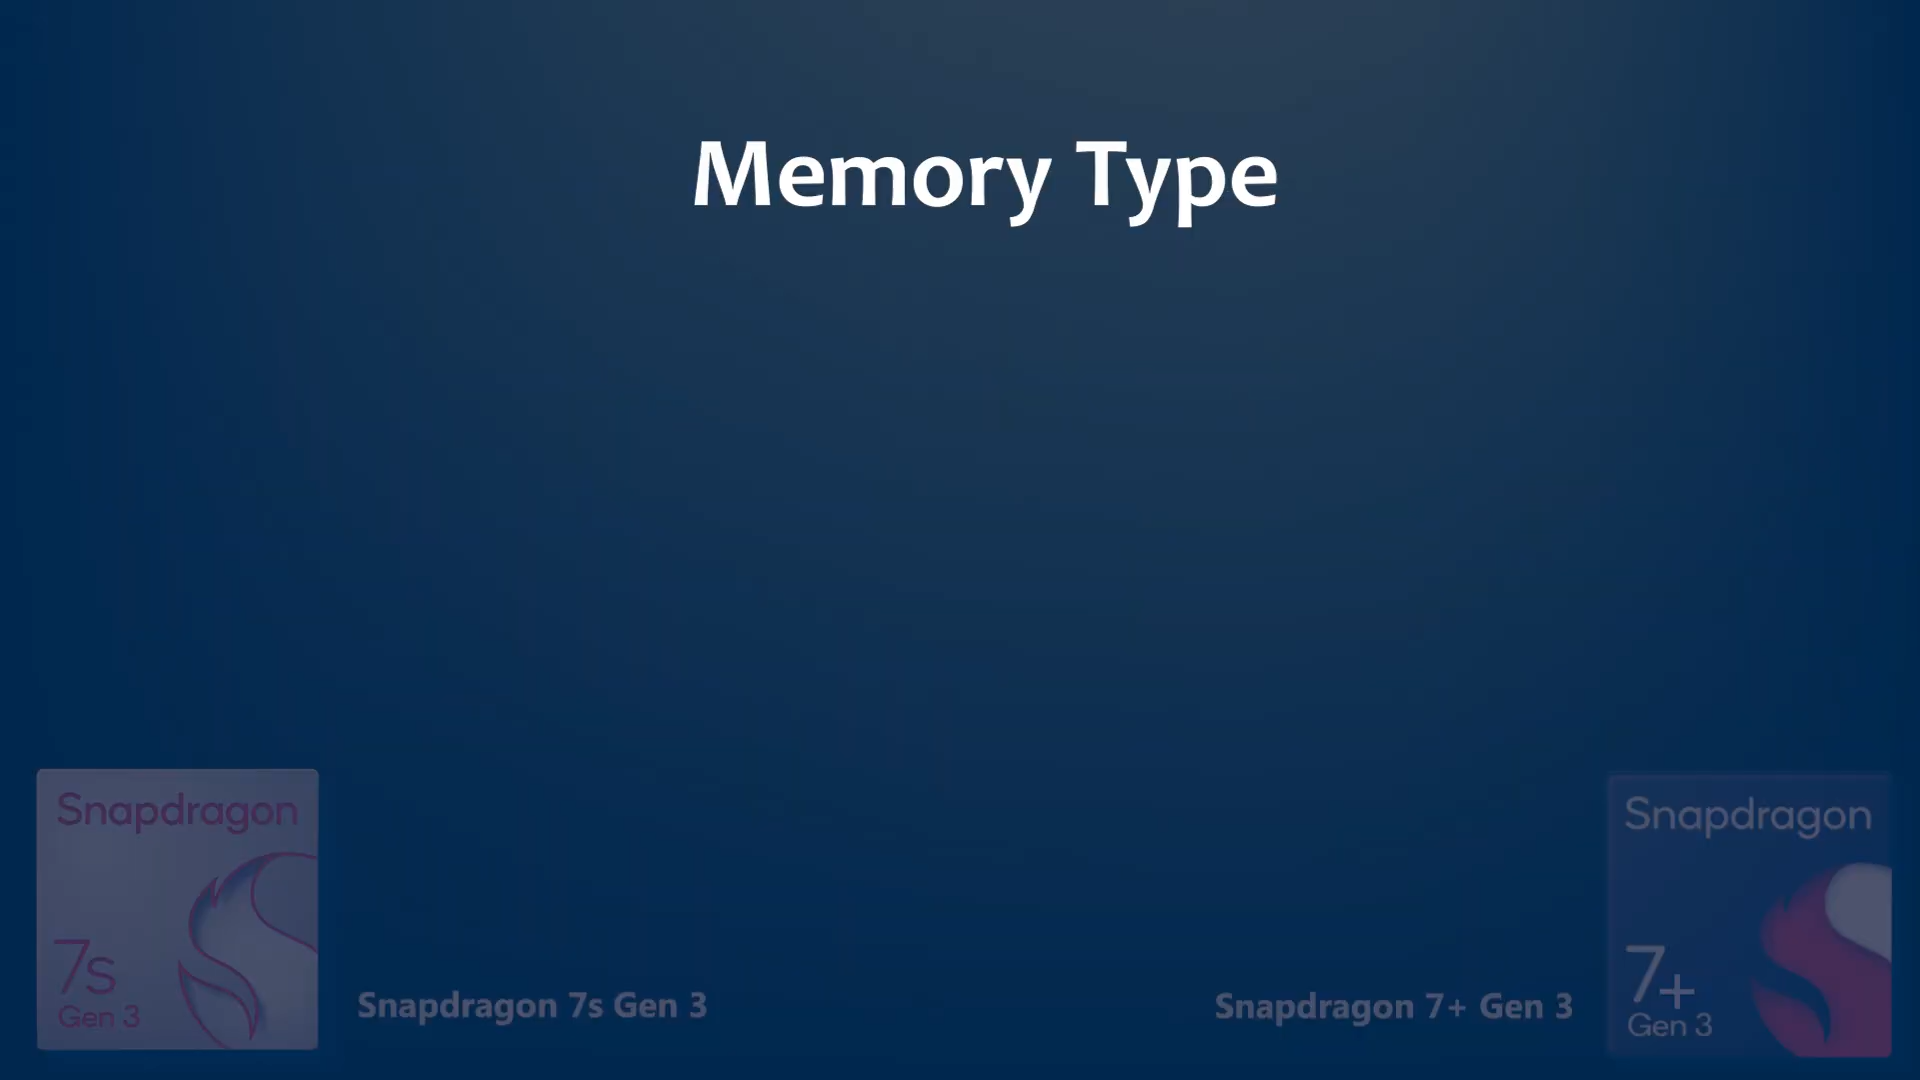 Memory Type
Snapdragon
7s
Gen 3
Snapdragon 7s Gen 3
Snapdragon 7+ Gen 3
Snapdragon
7+
Gen 3